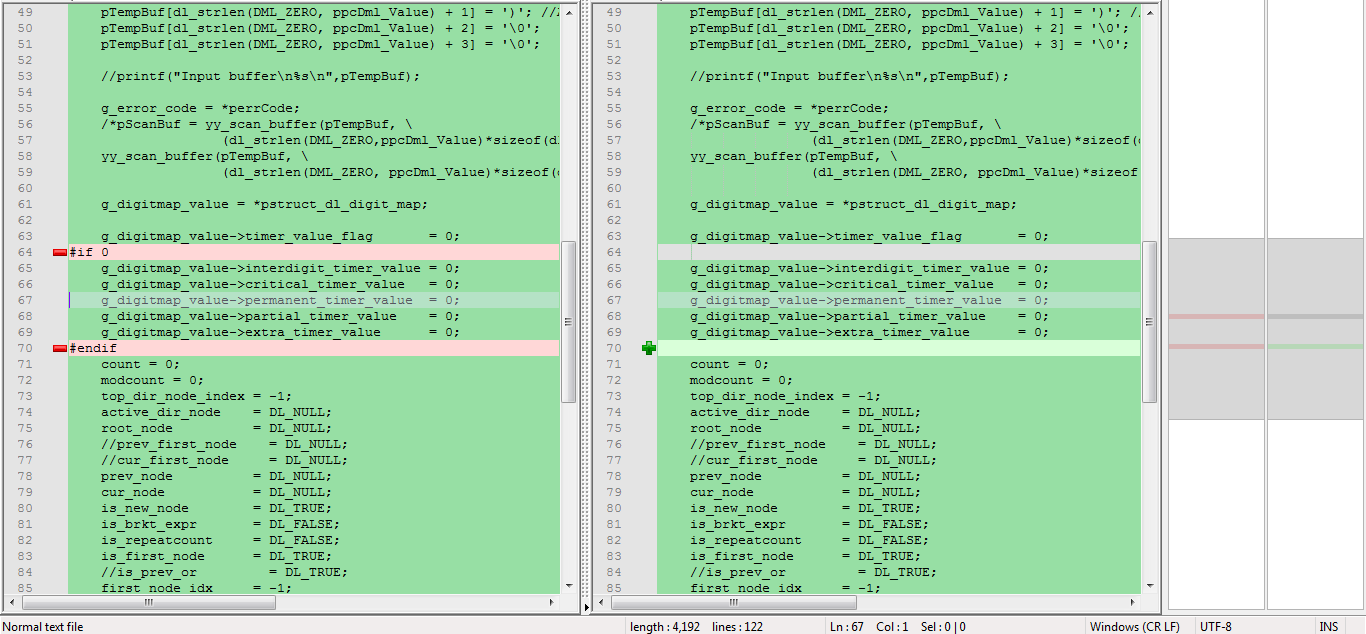 49 pTempBuf[dl_strlen(DML_ZERO, ppcDml_Value) + 1] = ')';
50 pTempBuf[dl_strlen(DML_ZERO, ppcDml_Value) + 2] = '\0';
51 pTempBuf[dl_strlen(DML_ZERO, ppcDml_Value) + 3] = '\0';
52
53 //printf("Input buffer\n%s\n",pTempBuf);
54
55 g_error_code = *perrCode;
56 /*pScanBuf = yy_scan_buffer(pTempBuf, \
57 (dl_strlen(DML_ZERO,ppcDml_Value)*sizeof(d
58 yy_scan_buffer(pTempBuf, \
59 (dl_strlen(DML_ZERO, ppcDml_Value)*sizeof(
60
61 g_digitmap_value = *pstruct_dl_digit_map;
62
63 g_digitmap_value->timer_value_flag = 0;
64 #if 0
65 g_digitmap_value->interdigit_timer_value = 0;
66 g_digitmap_value->critical_timer_value = 0;
67 g_digitmap_value->permanent_timer_value = 0;
68 g_digitmap_value->partial_timer_value = 0;
69 g_digitmap_value->extra_timer_value = 0;
70 #endif
71 count = 0;
72 modcount = 0;
73 top_dir_node_index = -1;
74 active_dir_node = DL_NULL;
75 root_node = DL_NULL;
76 //prev_first_node = DL_NULL;
77 //cur_first_node = DL_NULL;
78 prev_node = DL_NULL;
79 cur_node = DL_NULL;
80 is_new_node = DL_TRUE;
81 is_brkt_expr = DL_FALSE;
82 is_repeatcount = DL_FALSE;
83 is_first_node = DL_TRUE;
84 //is_prev_or = DL_TRUE;
85 first_node_idx = -1;
49 pTempBuf[dl_strlen(DML_ZERO, ppcDml_Value) + 1] = ')'; /
50 pTempBuf[dl_strlen(DML_ZERO, ppcDml_Value) + 2] = '\0';
51 pTempBuf[dl_strlen(DML_ZERO, ppcDml_Value) + 3] = '\0';
52
53 //printf("Input buffer\n%s\n",pTempBuf);
54
55 g_error_code = *perrCode;
56 /*pScanBuf = yy_scan_buffer(pTempBuf, \
57 (dl_strlen(DML_ZERO,ppcDml_Value)*sizeof(
58 yy_scan_buffer(pTempBuf, \
59 (dl_strlen(DML_ZERO, ppcDml_Value)*sizeof
60
61 g_digitmap_value = *pstruct_dl_digit_map;
62
63 g_digitmap_value->timer_value_flag = 0;
64
65 g_digitmap_value->interdigit_timer_value = 0;
66 g_digitmap_value->critical_timer_value = 0;
67 g_digitmap_value->permanent_timer_value = 0;
68 g_digitmap_value->partial_timer_value = 0;
69 g_digitmap_value->extra_timer_value = 0;
70
71 count = 0;
72 modcount = 0;
73 top_dir_node_index = -1;
74 active_dir_node = DL_NULL;
75 root_node = DL_NULL;
76 //prev_first_node = DL_NULL;
77 //cur_first_node = DL_NULL;
78 prev_node = DL_NULL;
79 cur_node = DL_NULL;
80 is_new_node = DL_TRUE;
81 is_brkt_expr = DL_FALSE;
82 is_repeatcount = DL_FALSE;
83 is_first_node = DL_TRUE;
84 //is_prev_or = DL_TRUE;
85 first_node_idx = -1;
Normal text file length : 4,192 lines : 122 Ln : 67 Col : 1 Sel : 0 | 0 Windows (CR LF) UTF-8 INS